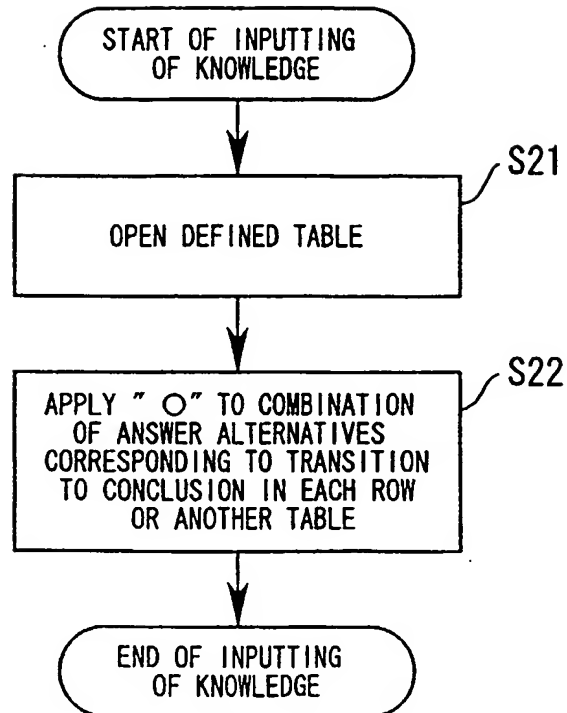 START OF INPUTTING
OF KNOWLEDGE
S21
OPEN DEFINED TABLE
S22
APPLY " ○" TO COMBINATION
OF ANSWER ALTERNATIVES
CORRESPONDING TO TRANSITION
TO CONCLUSION IN EACH ROW
OR ANOTHER TABLE
END OF INPUTTING
OF KNOWLEDGE